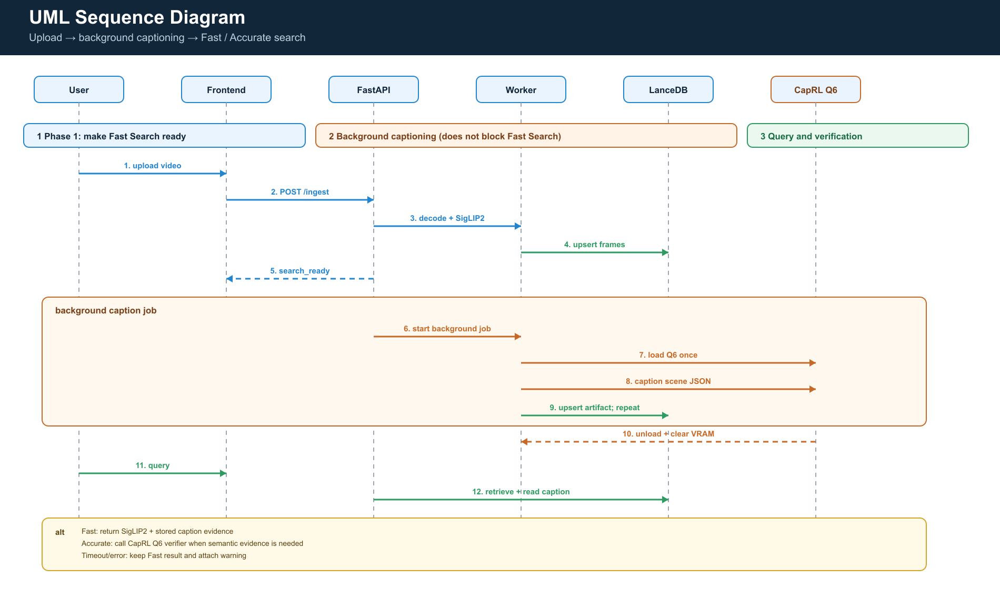 UML Sequence Diagram
Upload → background captioning → Fast / Accurate search
User
Frontend
FastAPI
Worker
LanceDB
CapRL Q6
1 Phase 1: make Fast Search ready
2 Background captioning (does not block Fast Search)
3 Query and verification
1. upload video
2. POST /ingest
3. decode + SigLIP2
4. upsert frames
5. search_ready
background caption job
6. start background job
7. load Q6 once
8. caption scene JSON
9. upsert artifact; repeat
10. unload + clear VRAM
11. query
12. retrieve + read caption
alt
Fast: return SigLIP2 + stored caption evidence
Accurate: call CapRL Q6 verifier when semantic evidence is needed
Timeout/error: keep Fast result and attach warning